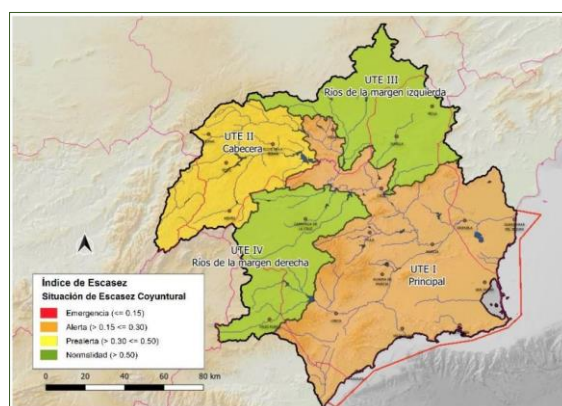 UTE III
Ríos de la margen izquierda
UTE II
Cabecera
UTE IV
Ríos de la margen derecha
UTE I
Principal
Índice de Escasez
Situación de Escasez Coyuntural
Emergencia (<= 0.15)
Alerta (> 0.15 <= 0.30)
Prealerta (> 0.30 <= 0.50)
Normalidad (> 0.50)
0 20 40 60 80 km